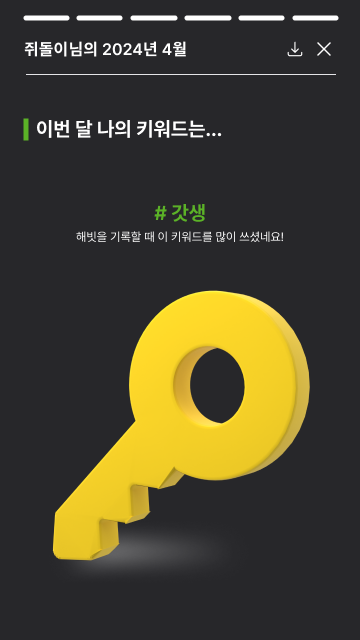 쥐돌이님의 2024년 4월
이번 달 나의 키워드는...
# 갓생
해빗을 기록할 때 이 키워드를 많이 쓰셨네요!